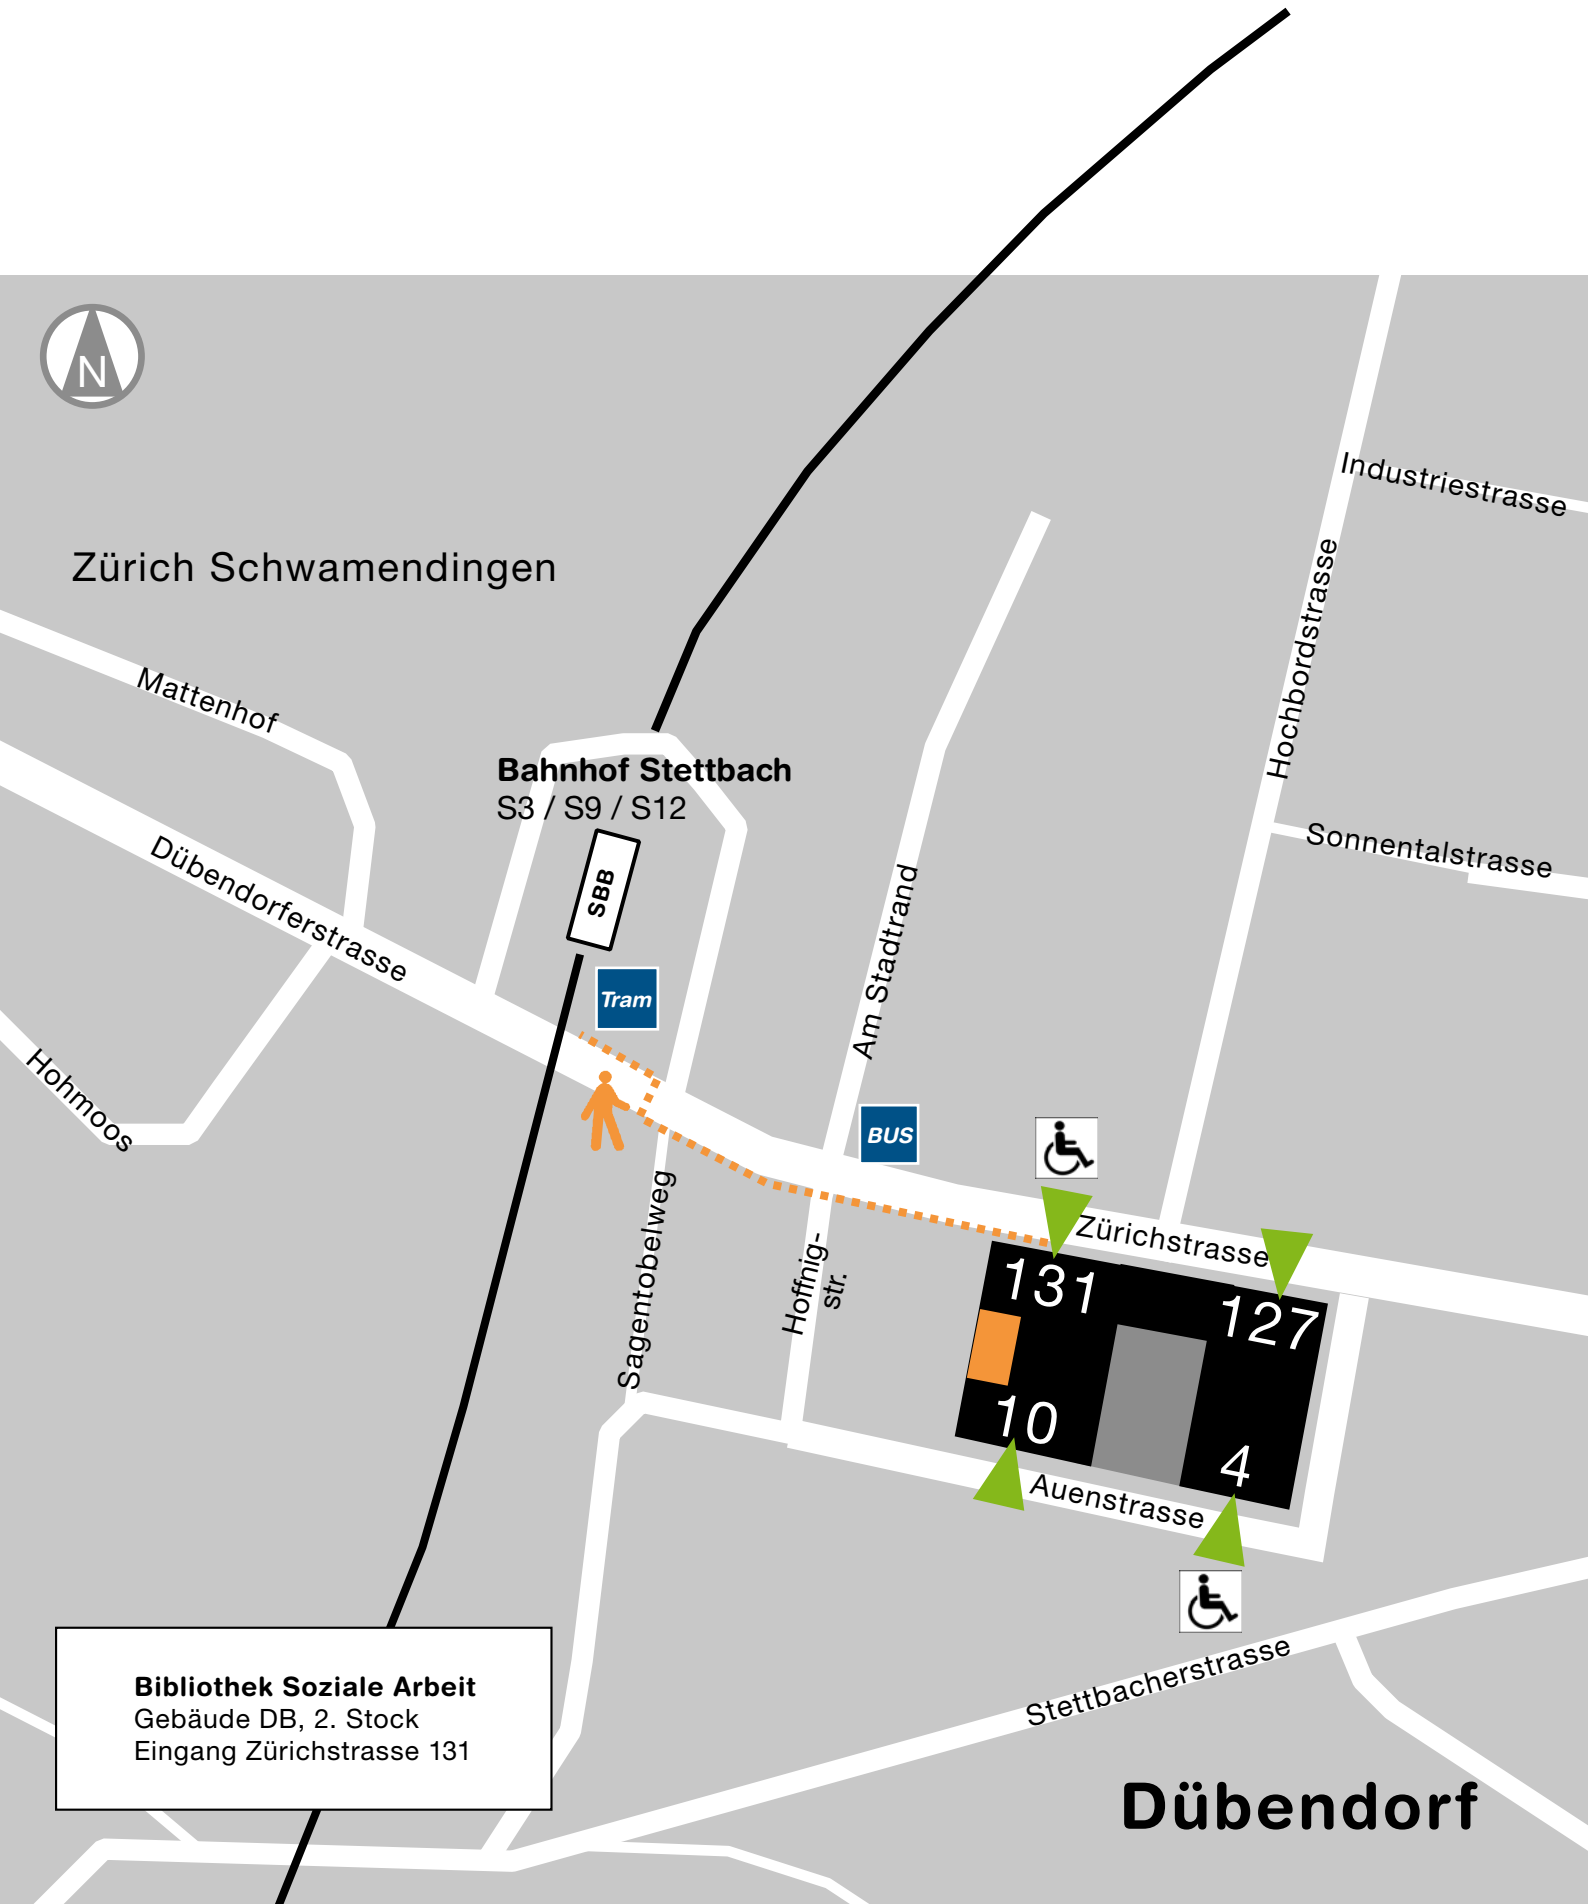 N
Industriestrasse
Zürich Schwamendingen
Hochbordstrasse
Mattenhof
Bahnhof Stettbach
S3 / S9 / S12
Sonnentalstrasse
Dübendorferstrasse
SBB
Am Stadtrand
Tram
Hohmoos
BUS
Sagentobelweg
Hoffnig-
str.
Zürichstrasse
131
127
10
4
Auenstrasse
Stettbacherstrasse
Bibliothek Soziale Arbeit
Gebäude DB, 2. Stock
Eingang Zürichstrasse 131
Dübendorf